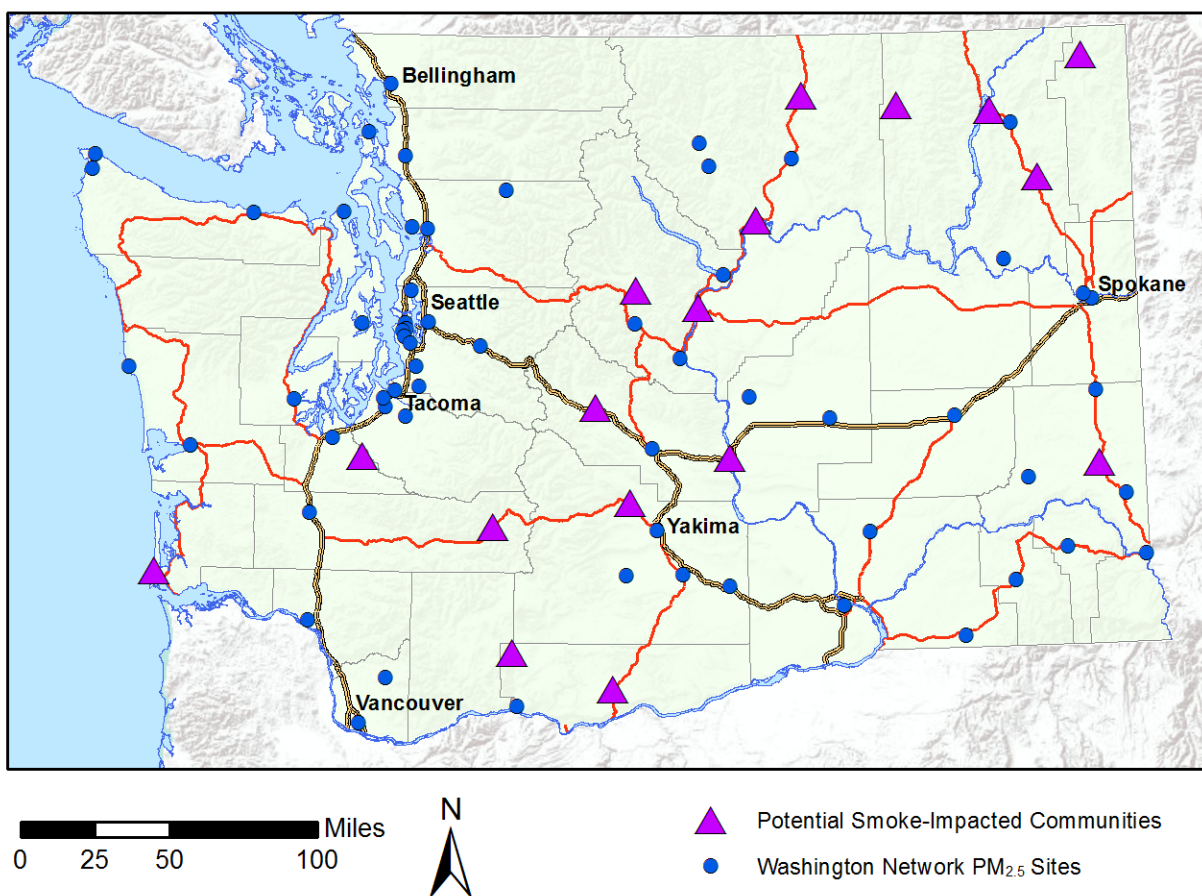 Bellingham
Seattle
Spokane
Tacoma
Yakima
Vancouver
N
Miles
0 25 50 100
Potential Smoke-Impacted Communities
Washington Network PM2.5 Sites